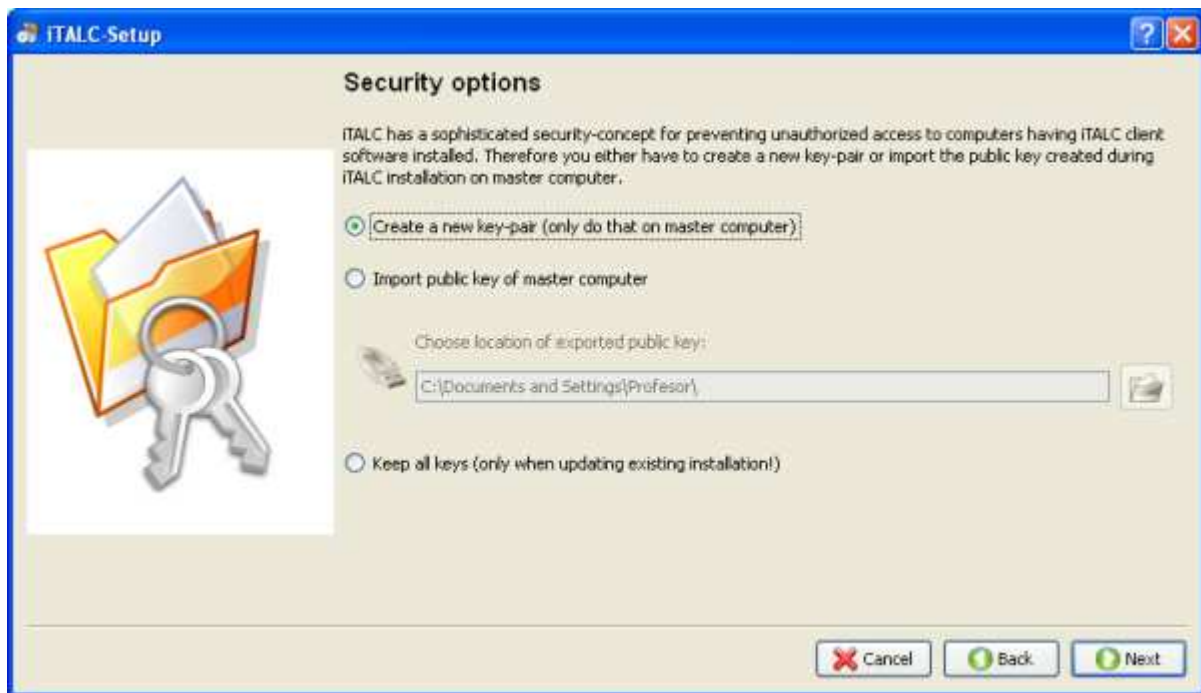 iTALC-Setup
Security options
iTALC has a sophisticated security-concept for preventing unauthorized access to computers having iTALC client
software installed. Therefore you either have to create a new key-pair or import the public key created during
iTALC installation on master computer.
Create a new key-pair (only do that on master computer)
Import public key of master computer
Choose location of exported public key:
C:\Documents and Settings\Profesor\
Keep all keys (only when updating existing installation!)
Cancel Back Next